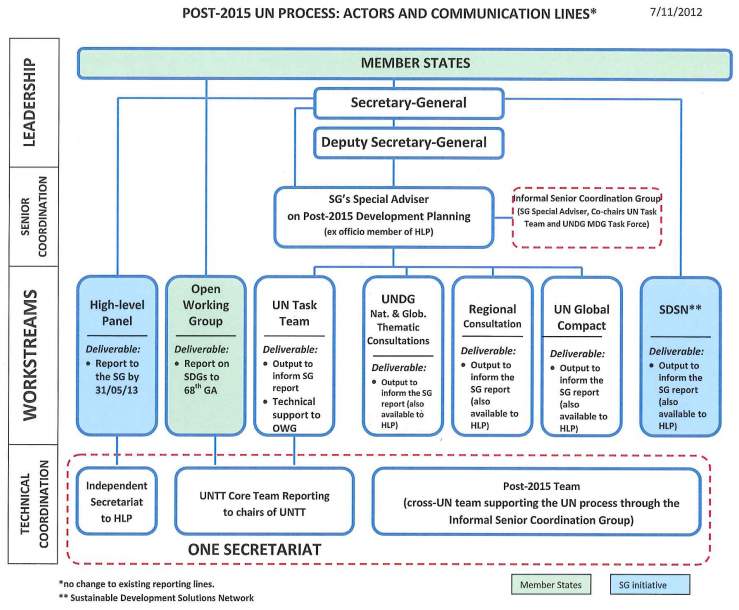 POST-2015 UN PROCESS: ACTORS AND COMMUNICATION LINES*
7/11/2012
LEADERSHIP
MEMBER STATES
Secretary-General
Deputy Secretary-General
SENIOR
COORDINATION
SG's Special Adviser
on Post-2015 Development Planning
(ex officio member of HLP)
Informal Senior Coordination Group
(SG Special Adviser, Co-chairs UN Task
Team and UNDG MDG Task Force)
WORKSTREAMS
High-level
Panel
Deliverable:
• Report to
the SG by
31/05/13
Open
Working
Group
Deliverable:
• Report on
SDGs to
68th GA
UN Task
Team
Deliverable:
• Output to
inform SG
report
• Technical
support to
OWG
UNDG
Nat. & Glob.
Thematic
Consultations
Deliverable:
• Output to
inform the SG
report (also
available to
HLP)
Regional
Consultation
Deliverable:
• Output to
inform the
SG report
(also
available to
HLP)
UN Global
Compact
Deliverable:
• Output to
inform the
SG report
(also
available to
HLP)
SDSN**
Deliverable:
• Output to
inform the
SG report
(also
available to
HLP)
TECHNICAL
COORDINATION
Independent
Secretariat
to HLP
UNTT Core Team Reporting
to chairs of UNTT
Post-2015 Team
(cross-UN team supporting the UN process through the
Informal Senior Coordination Group)
ONE SECRETARIAT
*no change to existing reporting lines.
** Sustainable Development Solutions Network
Member States
SG initiative